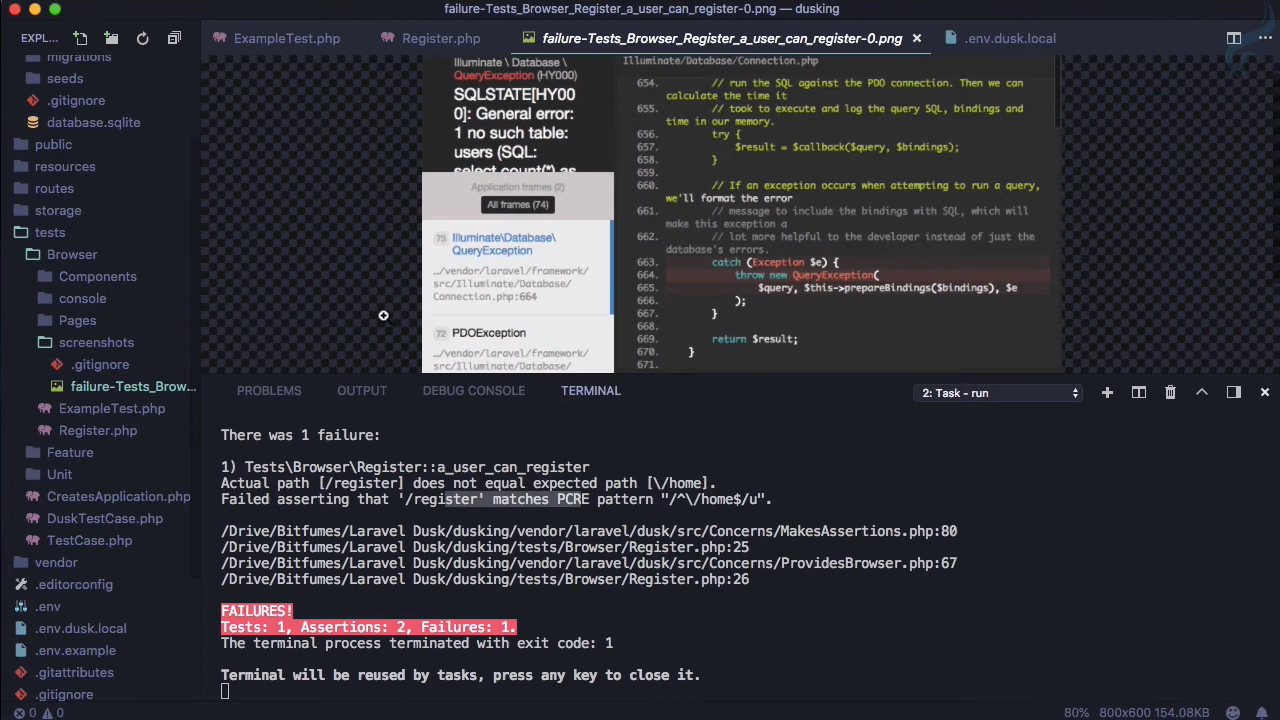 failure-Tests_Browser_Register_a_user_can_register-0.png — dusking
EXPL...
ExampleTest.php
Register.php
failure-Tests_Browser_Register_a_user_can_register-0.png
.env.dusk.local
migrations
seeds
.gitignore
database.sqlite
public
resources
routes
storage
tests
Browser
Components
console
Pages
screenshots
.gitignore
failure-Tests_Brow...
ExampleTest.php
Register.php
Feature
Unit
CreatesApplication.php
DuskTestCase.php
TestCase.php
vendor
.editorconfig
.env
.env.dusk.local
.env.example
.gitattributes
.gitignore
Illuminate \ Database \
QueryException (HY000)
SQLSTATE[HY00
0]: General error:
1 no such table:
users (SQL:
select count(*) as
Application frames (2)
All frames (74)
73 Illuminate\Database\
QueryException
…/vendor/laravel/framework/
src/Illuminate/Database/
Connection.php:664
72 PDOException
…/vendor/laravel/framework/
src/Illuminate/Database/
Illuminate/Database/Connection.php
654. // run the SQL against the PDO connection. Then we can
calculate the time it
655. // took to execute and log the query SQL, bindings and
time in our memory.
656. try {
657. $result = $callback($query, $bindings);
658. }
659.
660. // If an exception occurs when attempting to run a query,
we'll format the error
661. // message to include the bindings with SQL, which will
make this exception a
662. // lot more helpful to the developer instead of just the
database's errors.
663. catch (Exception $e) {
664. throw new QueryException(
665. $query, $this->prepareBindings($bindings), $e
666. );
667. }
668.
669. return $result;
670. }
671.
PROBLEMS OUTPUT DEBUG CONSOLE TERMINAL
2: Task - run
There was 1 failure:
1) Tests\Browser\Register::a_user_can_register
Actual path [/register] does not equal expected path [\/home].
Failed asserting that '/register' matches PCRE pattern "/^\/home$/u".
/Drive/Bitfumes/Laravel Dusk/dusking/vendor/laravel/dusk/src/Concerns/MakesAssertions.php:80
/Drive/Bitfumes/Laravel Dusk/dusking/tests/Browser/Register.php:25
/Drive/Bitfumes/Laravel Dusk/dusking/vendor/laravel/dusk/src/Concerns/ProvidesBrowser.php:67
/Drive/Bitfumes/Laravel Dusk/dusking/tests/Browser/Register.php:26
FAILURES!
Tests: 1, Assertions: 2, Failures: 1.
The terminal process terminated with exit code: 1
Terminal will be reused by tasks, press any key to close it.
0 0
80% 800x600 154.08KB